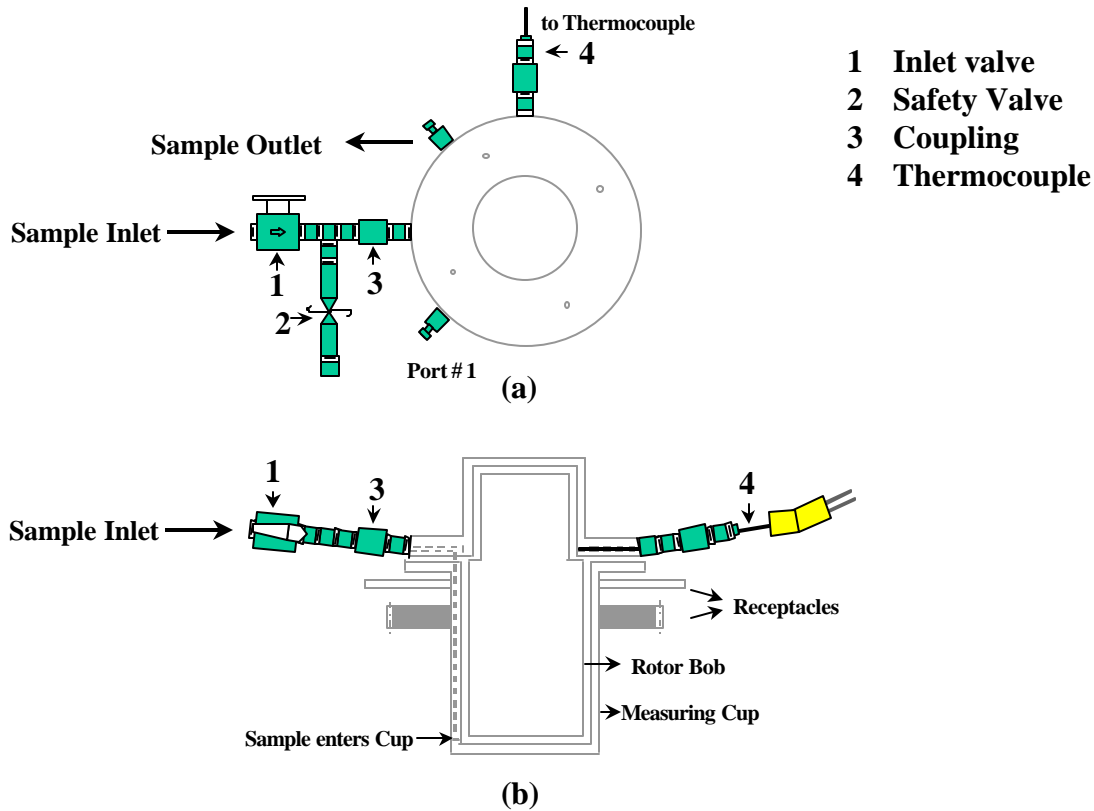 to Thermocouple
4
1 Inlet valve
2 Safety Valve
3 Coupling
4 Thermocouple
Sample Outlet
Sample Inlet
1
3
2
Port # 1
(a)
1
3
4
Sample Inlet
Receptacles
Rotor Bob
Measuring Cup
Sample enters Cup
(b)